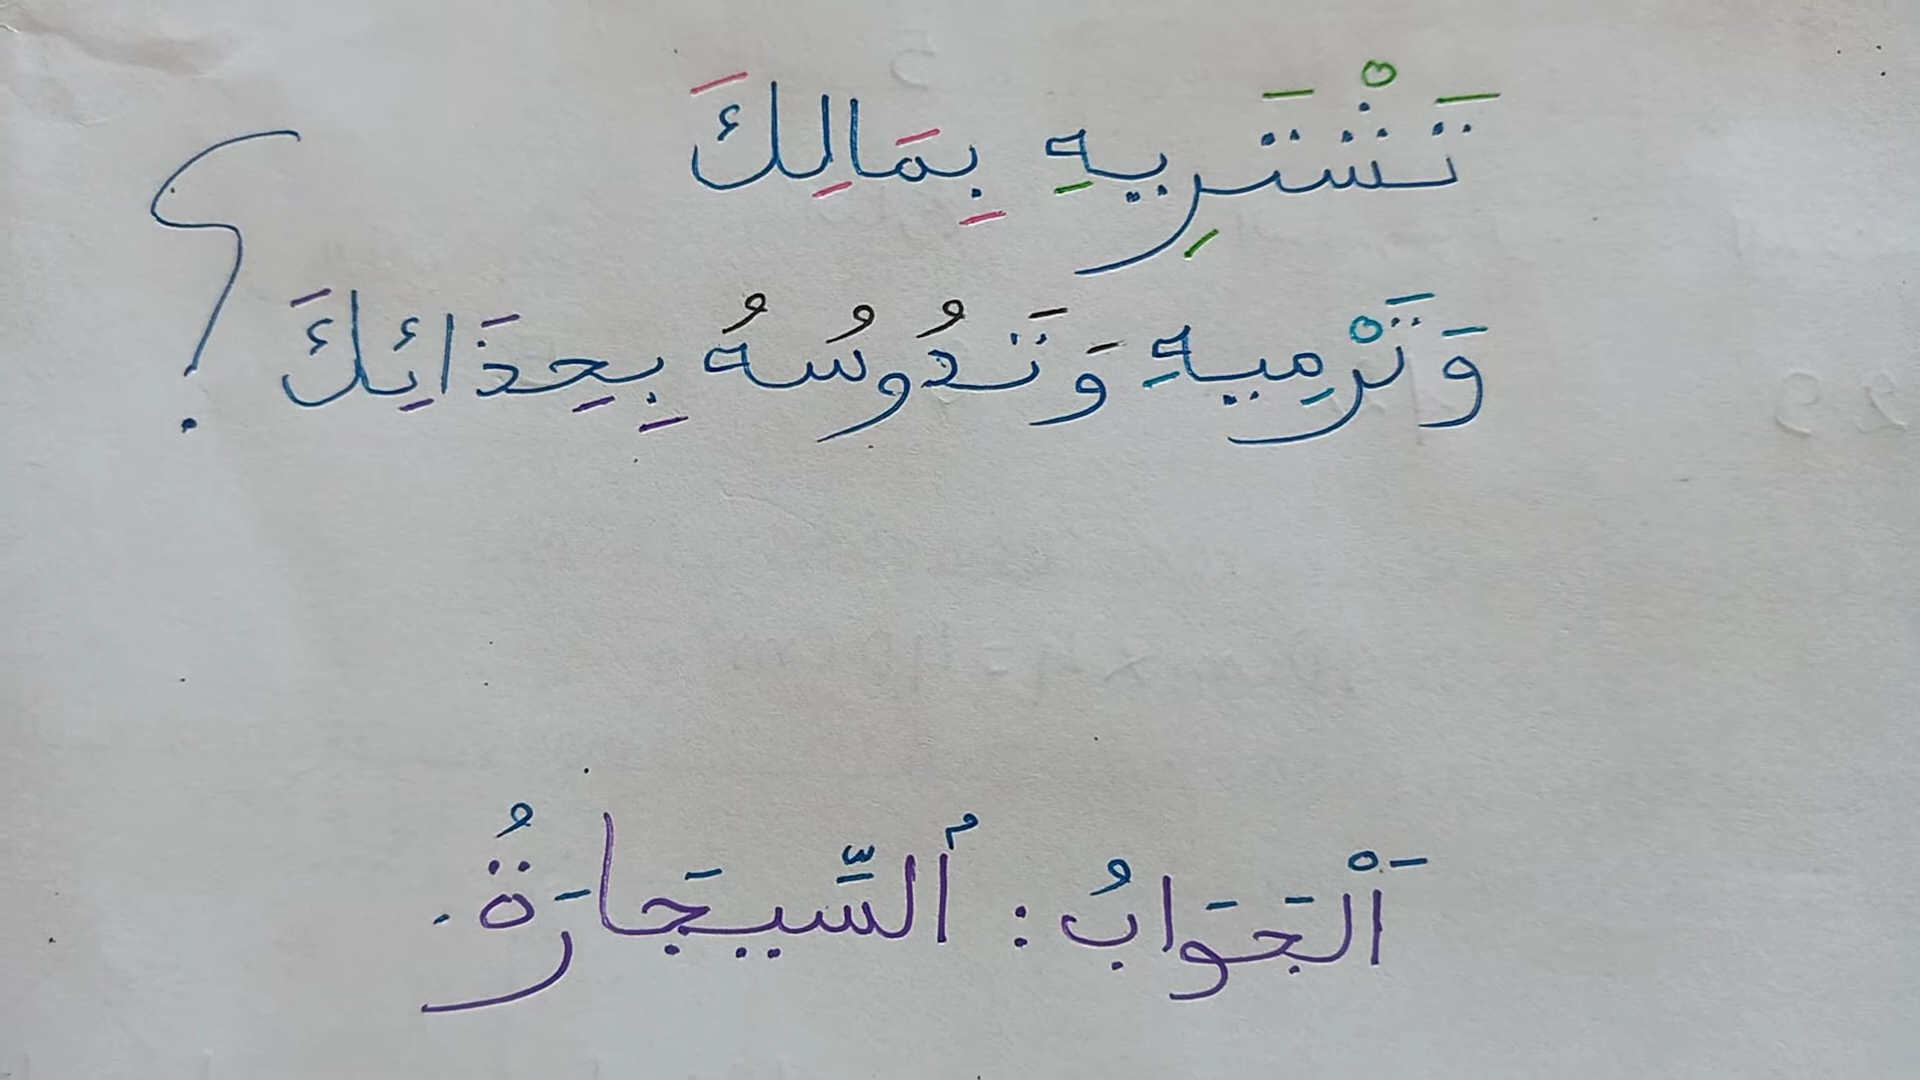 تَشْتَرِيهِ بِمَالِكَ
وَتَرْمِيهِ وَتَدُوسُهُ بِحِذَائِكَ؟
اَلْجَوَابُ: اُلسِّيجَارَةُ.